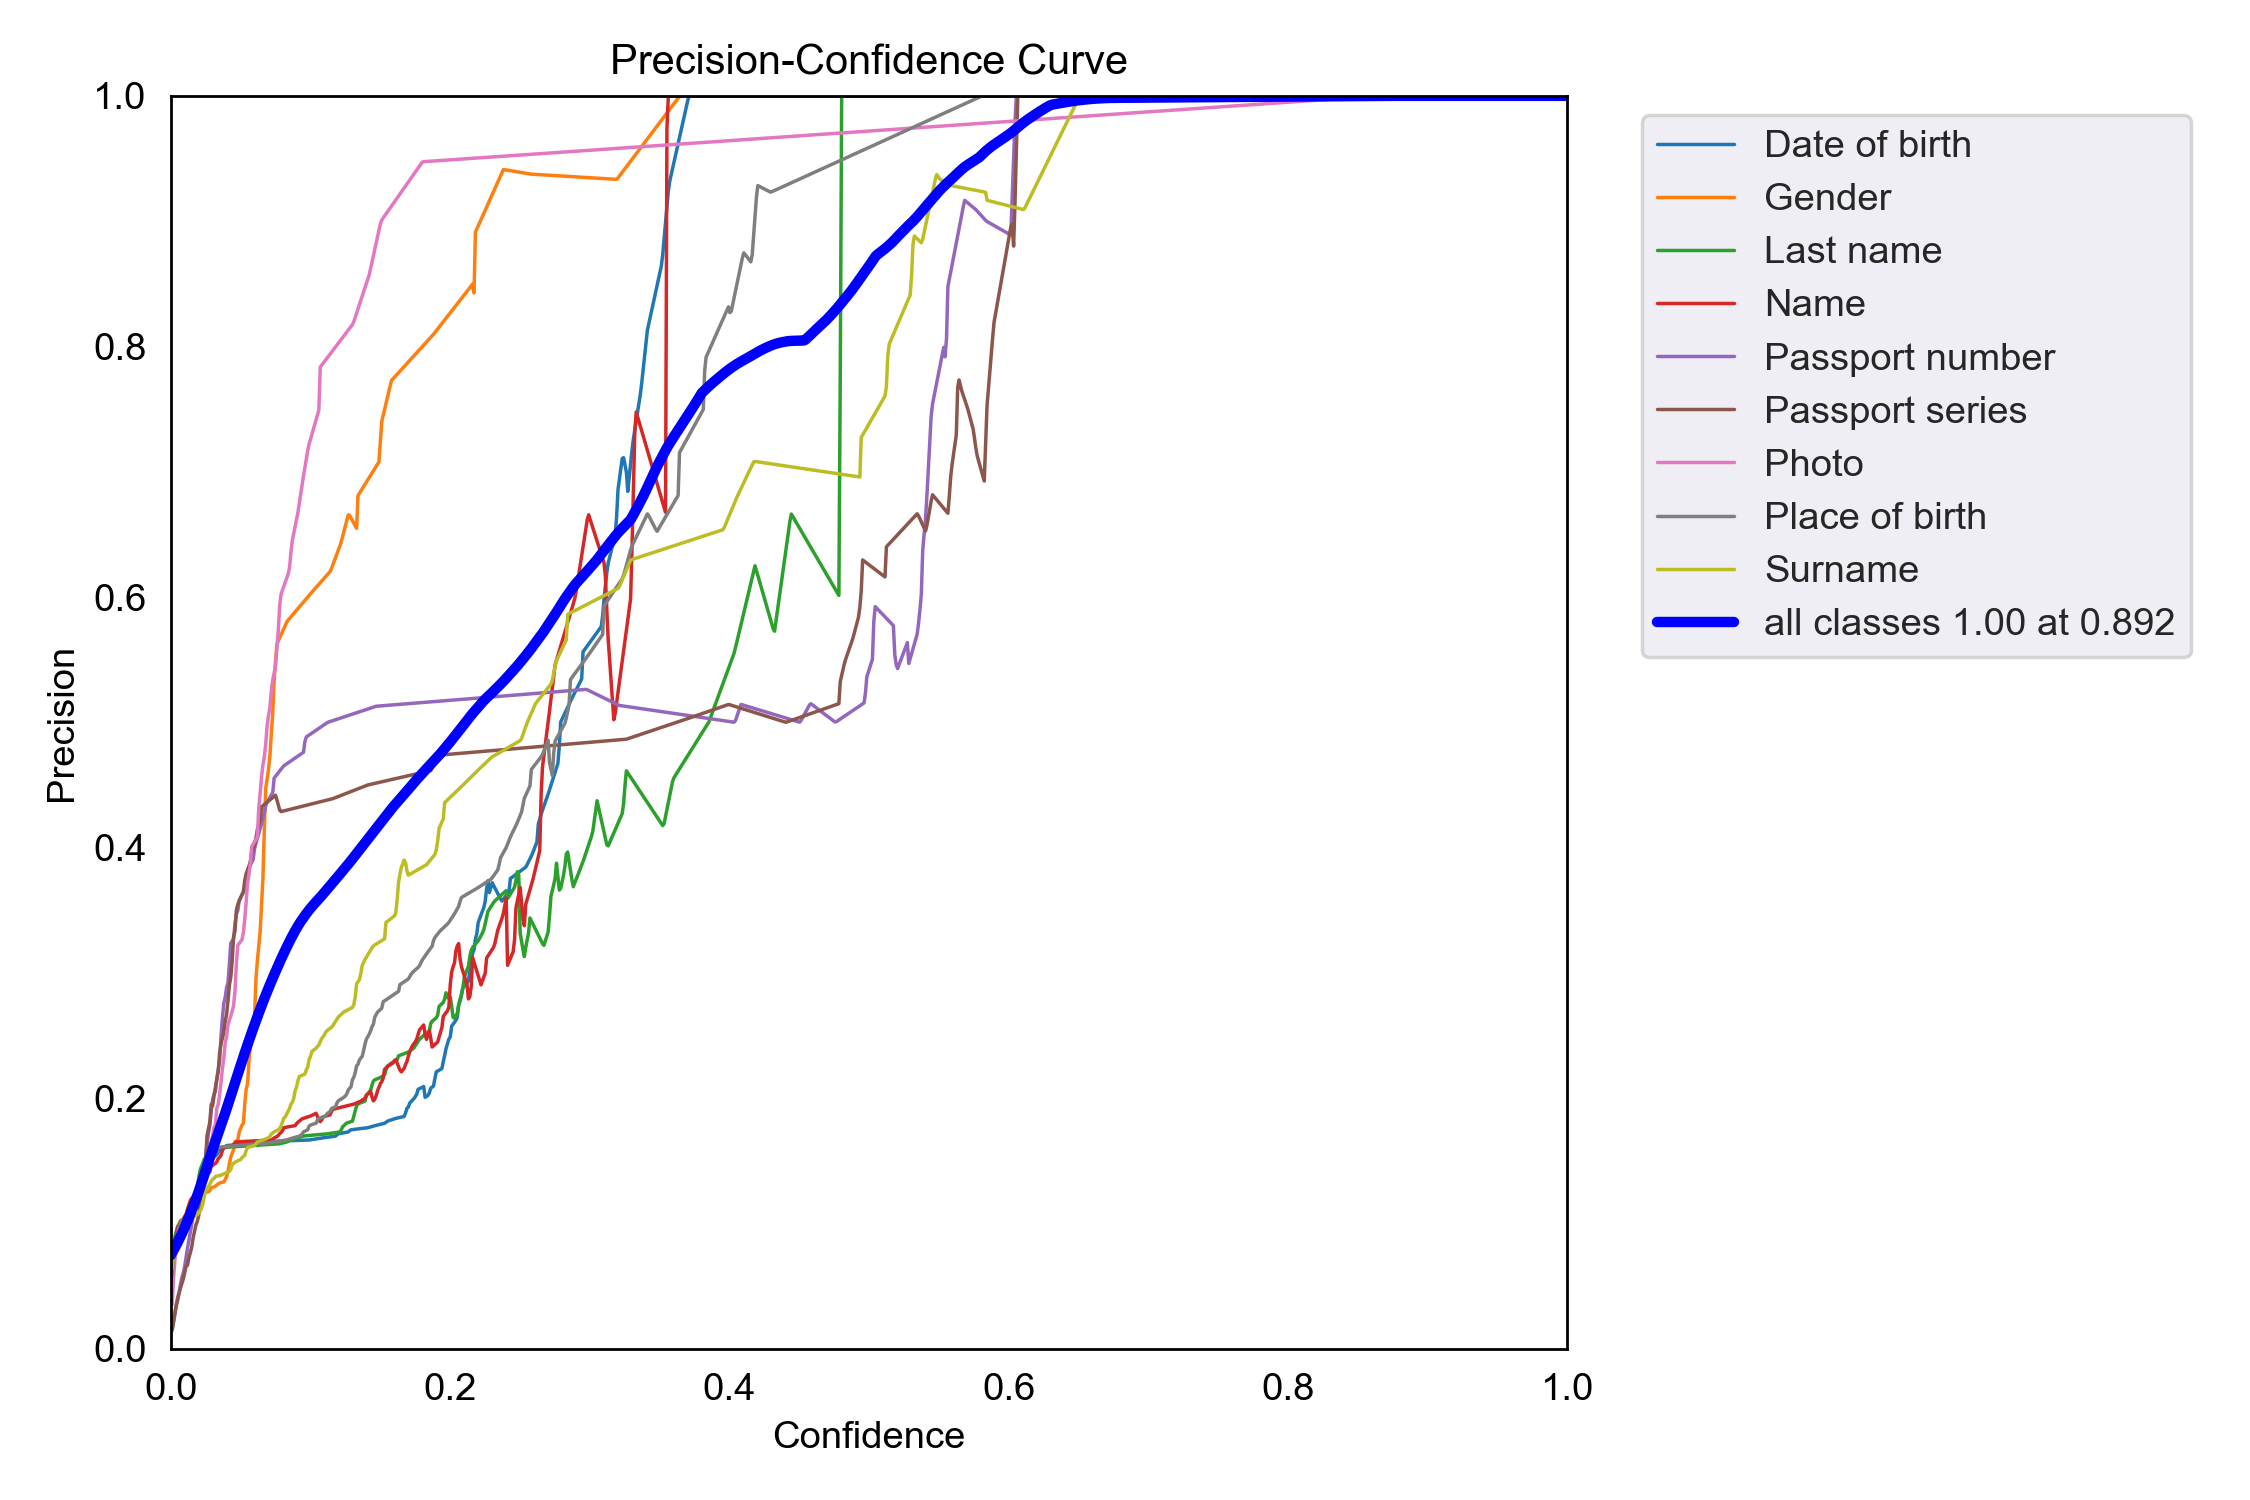 Precision-Confidence Curve
1.0
0.8
0.6
0.4
0.2
0.0
Precision
0.0 0.2 0.4 0.6 0.8 1.0
Confidence
Date of birth
Gender
Last name
Name
Passport number
Passport series
Photo
Place of birth
Surname
all classes 1.00 at 0.892